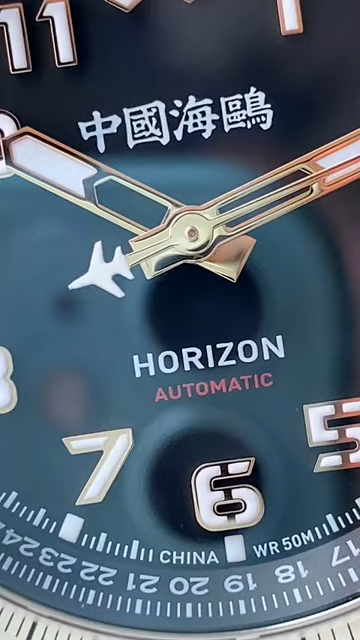 11
中國海鷗
HORIZON
AUTOMATIC
8
7
6
5
CHINA
WR 50M
24 23 22 21 20 19 18 17